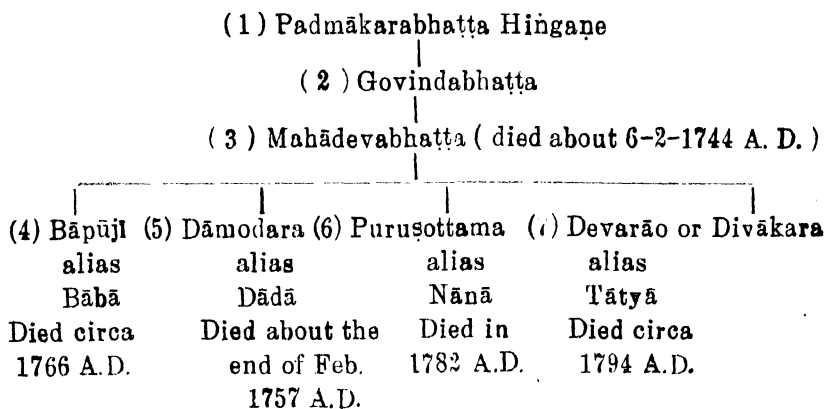 (1) Padmākarabhaṭṭa Hiṅgaṇe
(2) Govindabhaṭṭa
(3) Mahādevabhaṭṭa (died about 6-2-1744 A. D.)
(4) Bāpūjī (5) Dāmodara (6) Puruṣottama (7) Devarāo or Divākara
alias alias alias alias
Bābā Dādā Nānā Tātyā
Died circa Died about the Died in Died circa
1766 A.D. end of Feb. 1782 A.D. 1794 A.D.
1757 A.D.